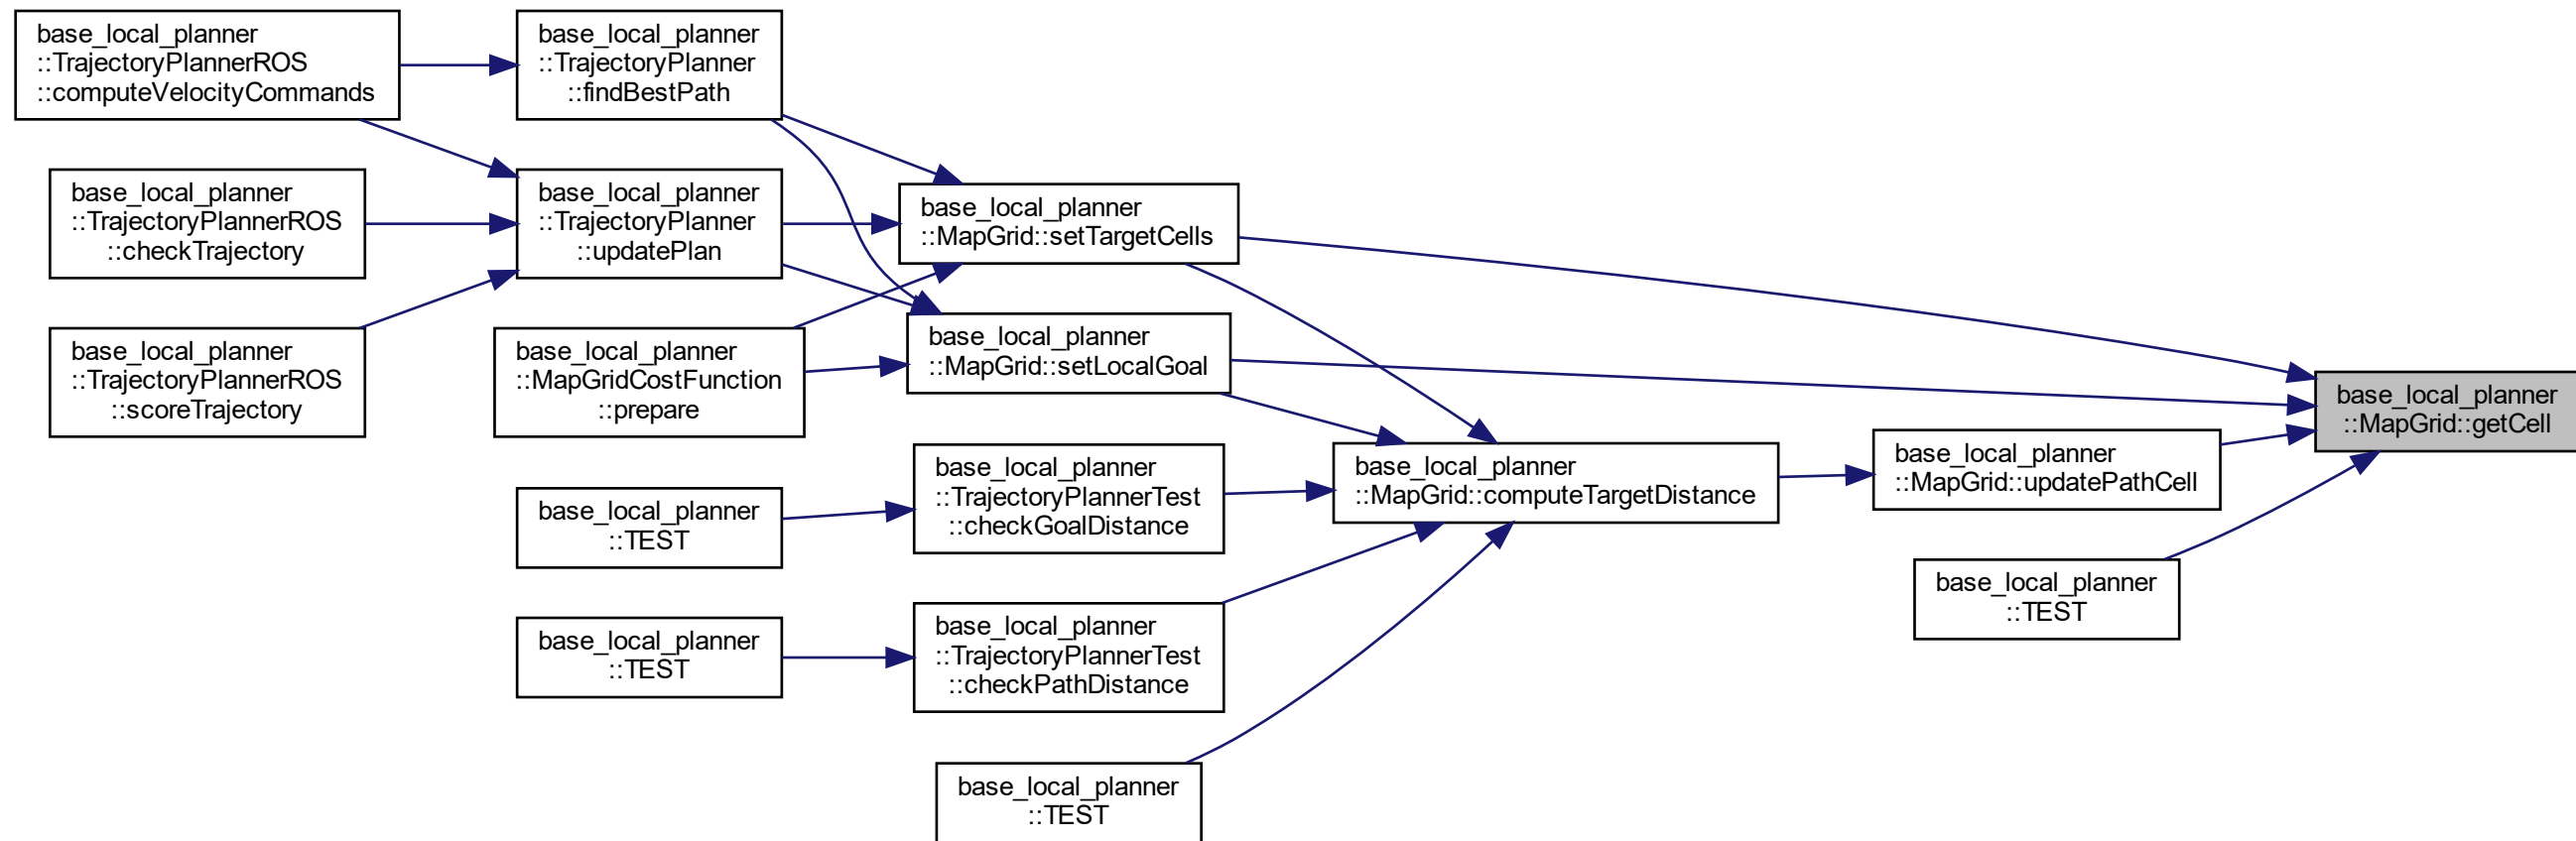 base_local_planner
::TrajectoryPlannerROS
::computeVelocityCommands
base_local_planner
::TrajectoryPlanner
::findBestPath
base_local_planner
::TrajectoryPlannerROS
::checkTrajectory
base_local_planner
::TrajectoryPlanner
::updatePlan
base_local_planner
::MapGrid::setTargetCells
base_local_planner
::TrajectoryPlannerROS
::scoreTrajectory
base_local_planner
::MapGridCostFunction
::prepare
base_local_planner
::MapGrid::setLocalGoal
base_local_planner
::MapGrid::getCell
base_local_planner
::TEST
base_local_planner
::TrajectoryPlannerTest
::checkGoalDistance
base_local_planner
::MapGrid::computeTargetDistance
base_local_planner
::MapGrid::updatePathCell
base_local_planner
::TEST
base_local_planner
::TEST
base_local_planner
::TrajectoryPlannerTest
::checkPathDistance
base_local_planner
::TEST